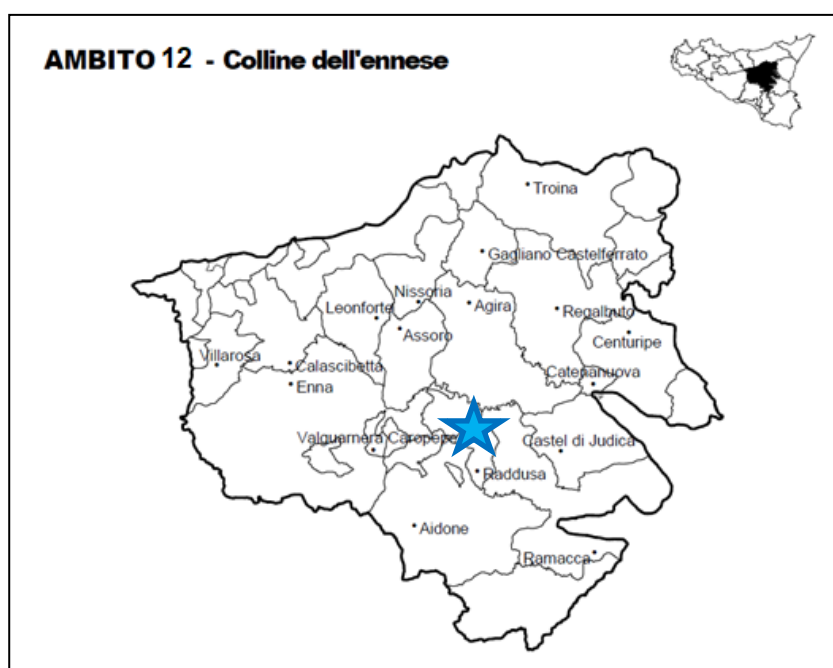 AMBITO 12 - Colline dell'ennese
Troina
Gagliano Castelferrato
Nissoria
Agira
Leonforte
Regalbuto
Assoro
Centuripe
Villarosa
Calascibetta
Catenanuova
Enna
Valguarnera Caropepe
Castel di Judica
Raddusa
Aidone
Ramacca